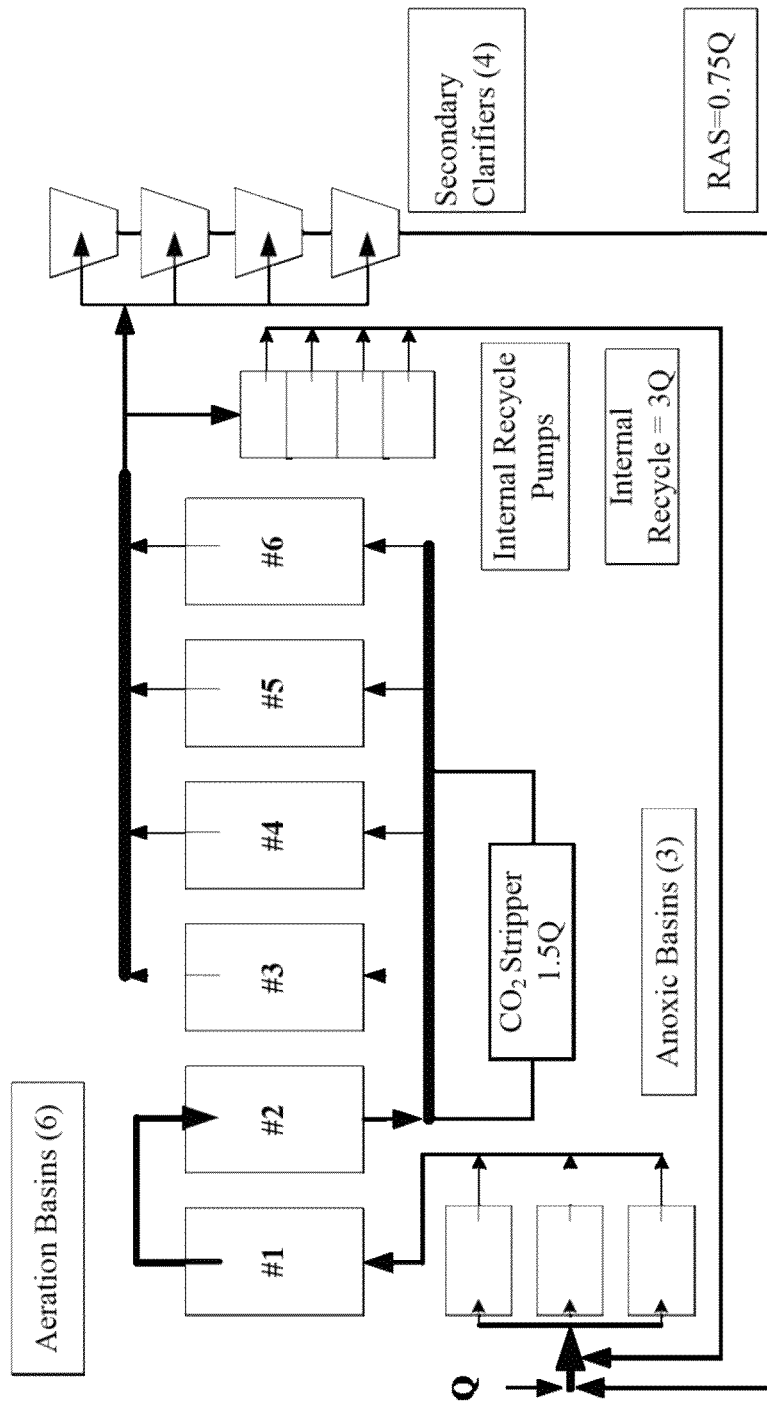 Aeration Basins (6)
#1
#2
#3
#4
#5
#6
Q
CO₂ Stripper
1.5Q
Anoxic Basins (3)
Internal Recycle
Pumps
Internal
Recycle = 3Q
Secondary
Clarifiers (4)
RAS=0.75Q